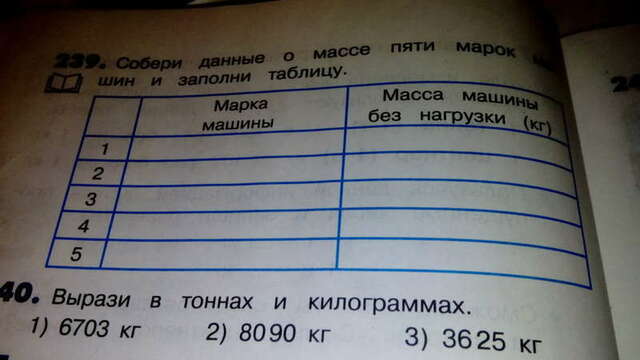 239. Собери данные о массе пяти марок
шин и заполни таблицу.
Марка машины
Масса машины без нагрузки (кг)
1
2
3
4
5
40. Вырази в тоннах и килограммах.
1) 6703 кг 2) 8090 кг 3) 3625 кг